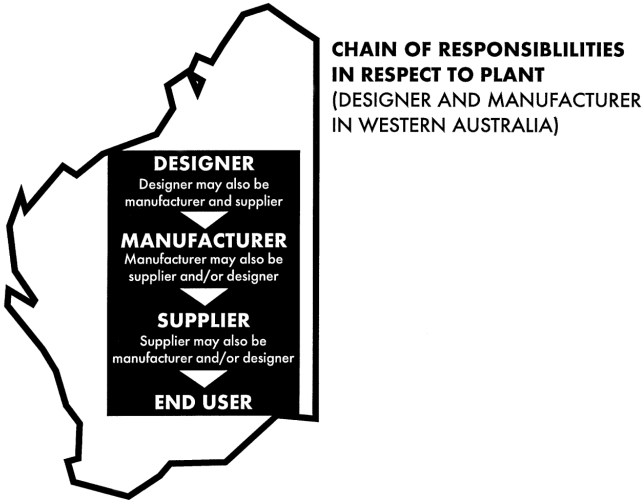 CHAIN OF RESPONSIBLILITIES
IN RESPECT TO PLANT
(DESIGNER AND MANUFACTURER
IN WESTERN AUSTRALIA)
DESIGNER
Designer may also be
manufacturer and supplier
MANUFACTURER
Manufacturer may also be
supplier and/or designer
SUPPLIER
Supplier may also be
manufacturer and/or designer
END USER